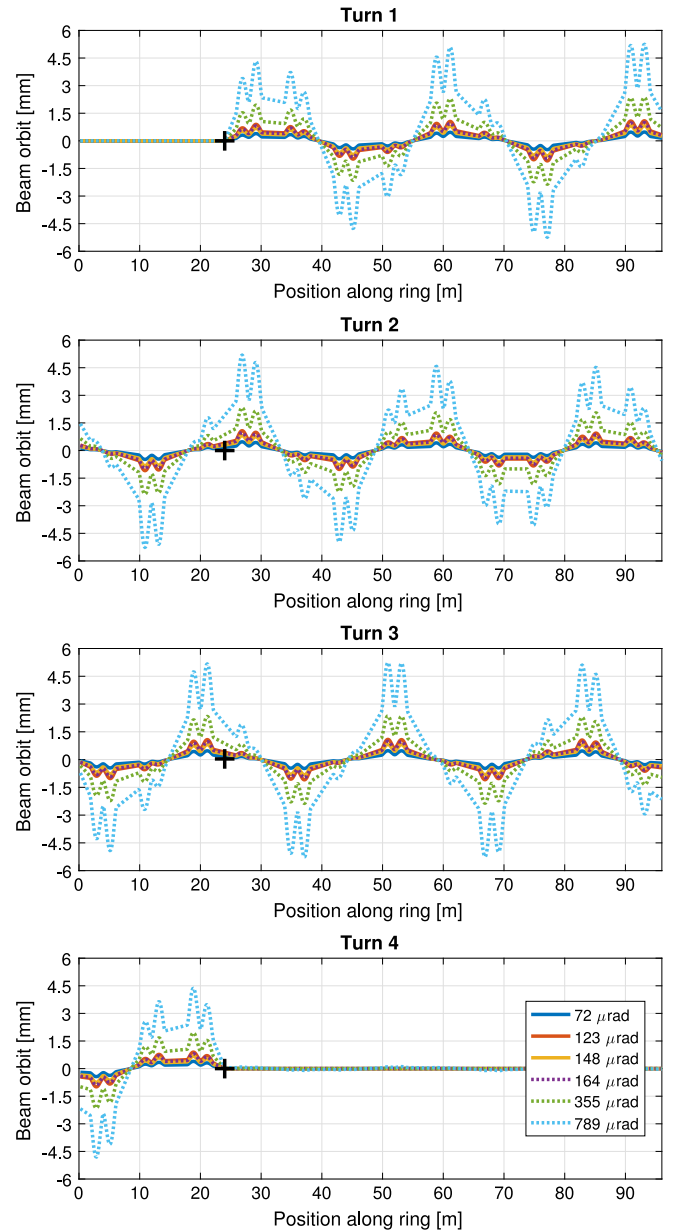 Turn 1
Beam orbit [mm]
6
4.5
3
1.5
0
-1.5
-3
-4.5
-6
0 10 20 30 40 50 60 70 80 90
Position along ring [m]
Turn 2
Beam orbit [mm]
6
4.5
3
1.5
0
-1.5
-3
-4.5
-6
0 10 20 30 40 50 60 70 80 90
Position along ring [m]
Turn 3
Beam orbit [mm]
6
4.5
3
1.5
0
-1.5
-3
-4.5
-6
0 10 20 30 40 50 60 70 80 90
Position along ring [m]
Turn 4
Beam orbit [mm]
6
4.5
3
1.5
0
-1.5
-3
-4.5
-6
72 μrad
123 μrad
148 μrad
164 μrad
355 μrad
789 μrad
0 10 20 30 40 50 60 70 80 90
Position along ring [m]